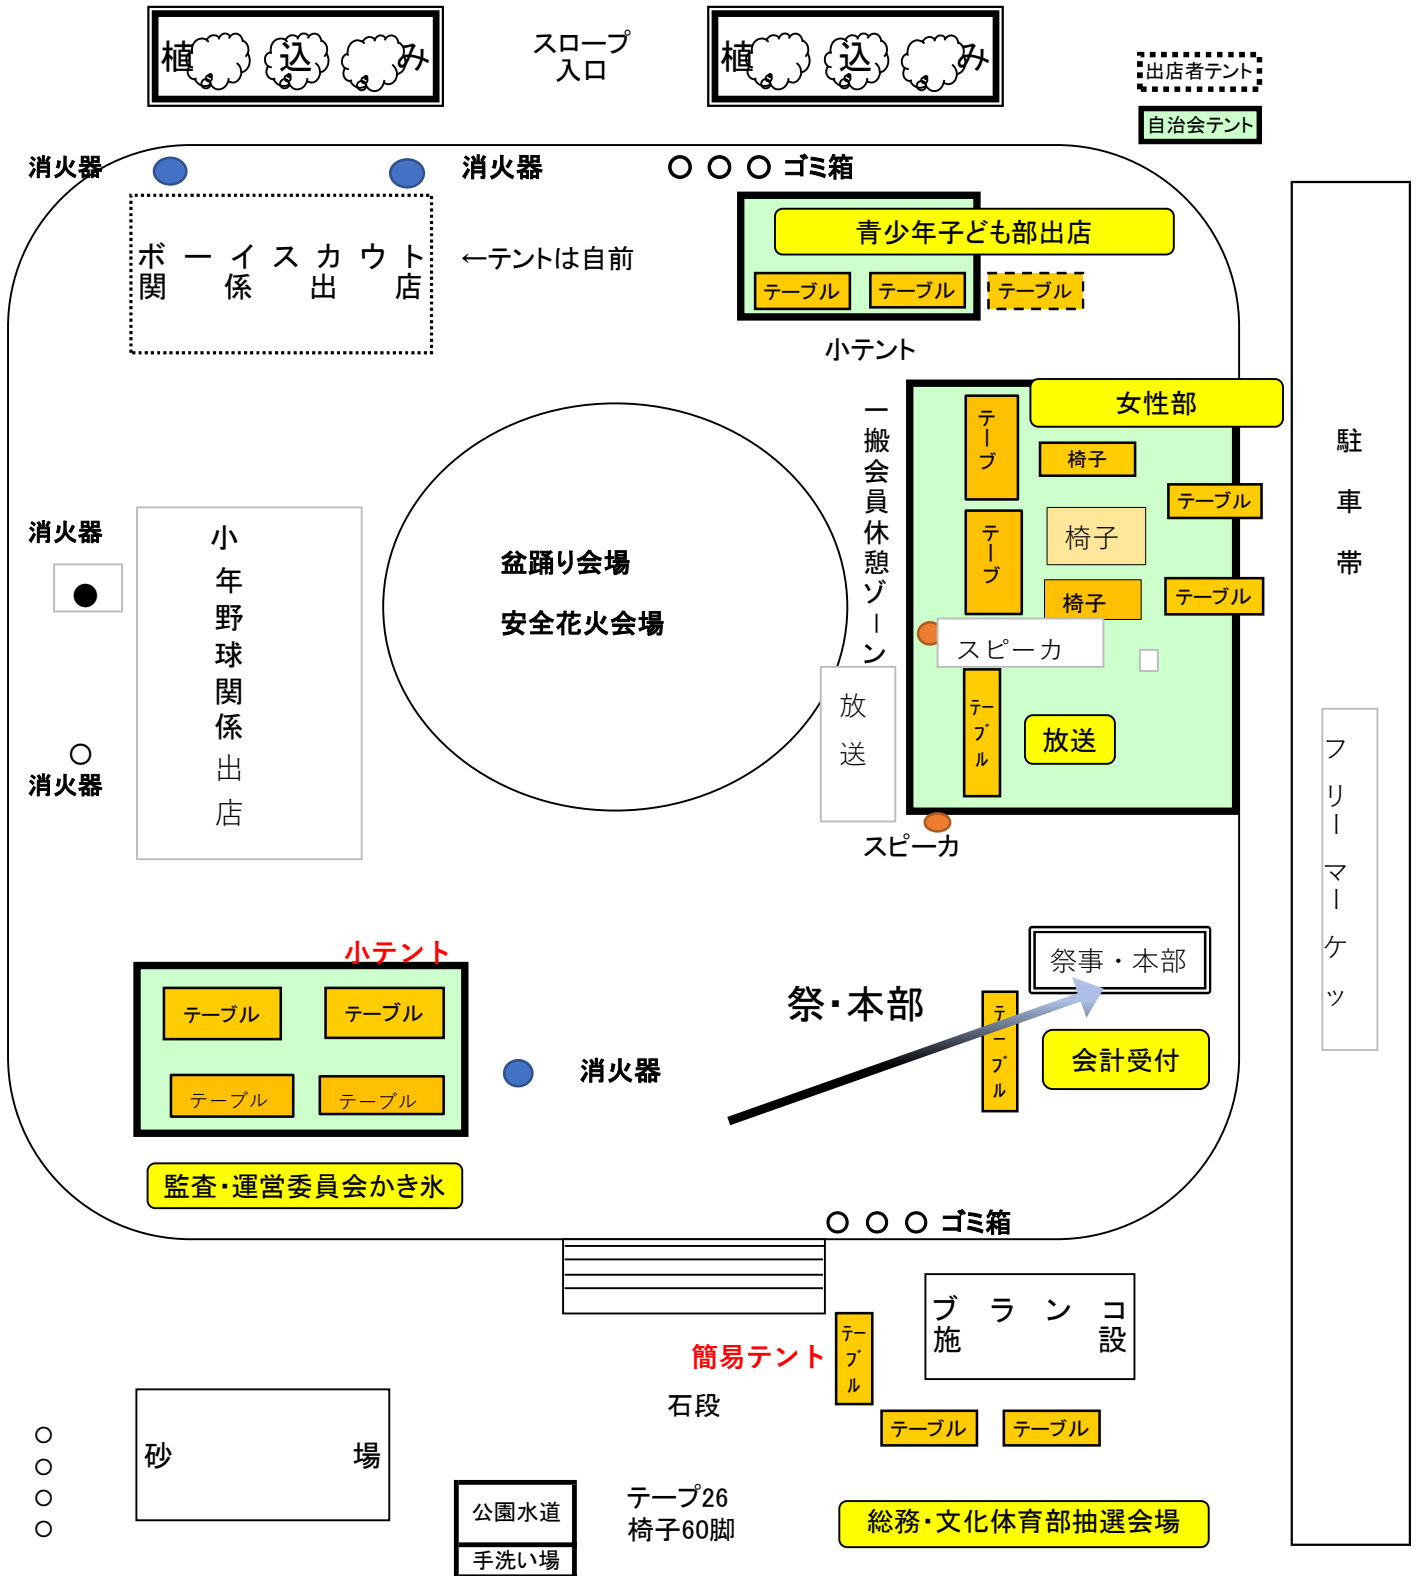 植込み
スロープ
入口
植込み
出店者テント
自治会テント
消火器
消火器
ゴミ箱
ボーイスカウト
関係出店
←テントは自前
青少年子ども部出店
テーブル
テーブル
テーブル
小テント
女性部
一搬会員休憩ゾーン
テーブ
椅子
テーブル
テーブ
椅子
椅子
テーブル
スピーカ
テーブル
放送
放送
スピーカ
駐車帯
フリーマーケッ
消火器
小年野球関係出店
消火器
盆踊り会場
安全花火会場
小テント
テーブル
テーブル
テーブル
テーブル
消火器
監査・運営委員会かき氷
祭・本部
祭事・本部
テーブル
会計受付
ゴミ箱
ブランコ
施設
簡易テント
テーブル
石段
テーブル
テーブル
砂場
公園水道
手洗い場
テープ26
椅子60脚
総務・文化体育部抽選会場